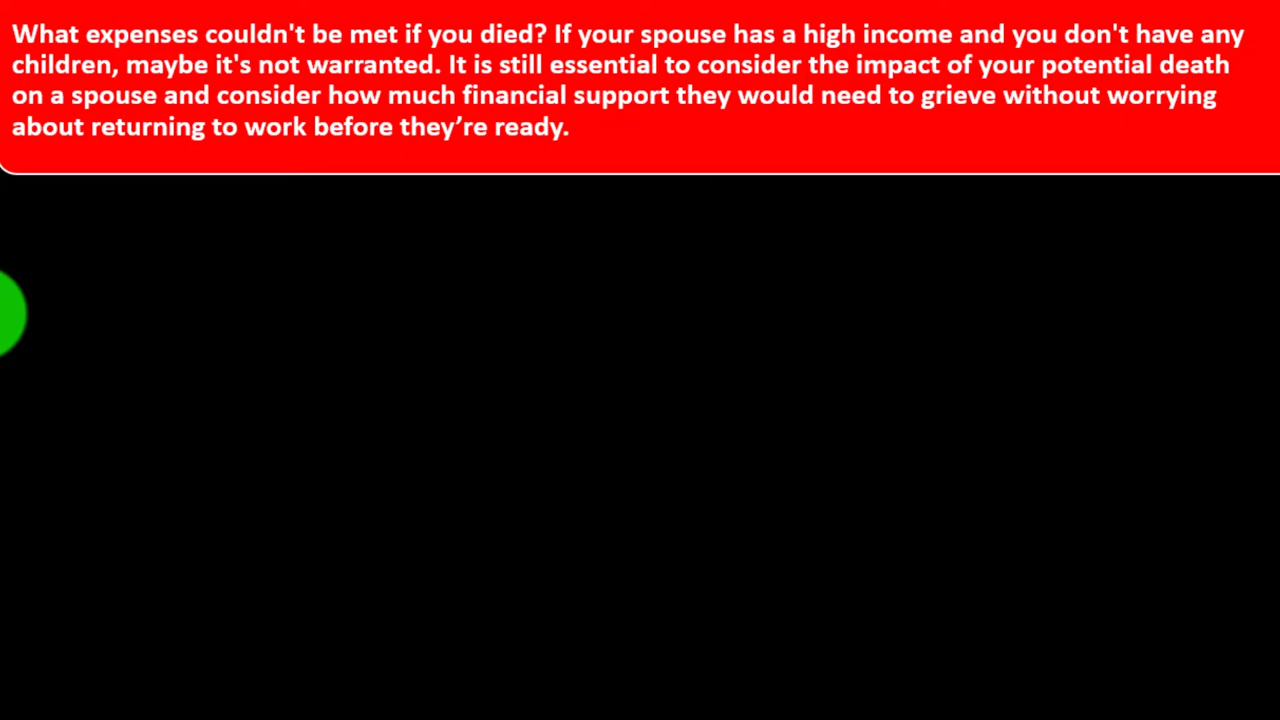 What expenses couldn't be met if you died? If your spouse has a high income and you don't have any
children, maybe it's not warranted. It is still essential to consider the impact of your potential death
on a spouse and consider how much financial support they would need to grieve without worrying
about returning to work before they’re ready.